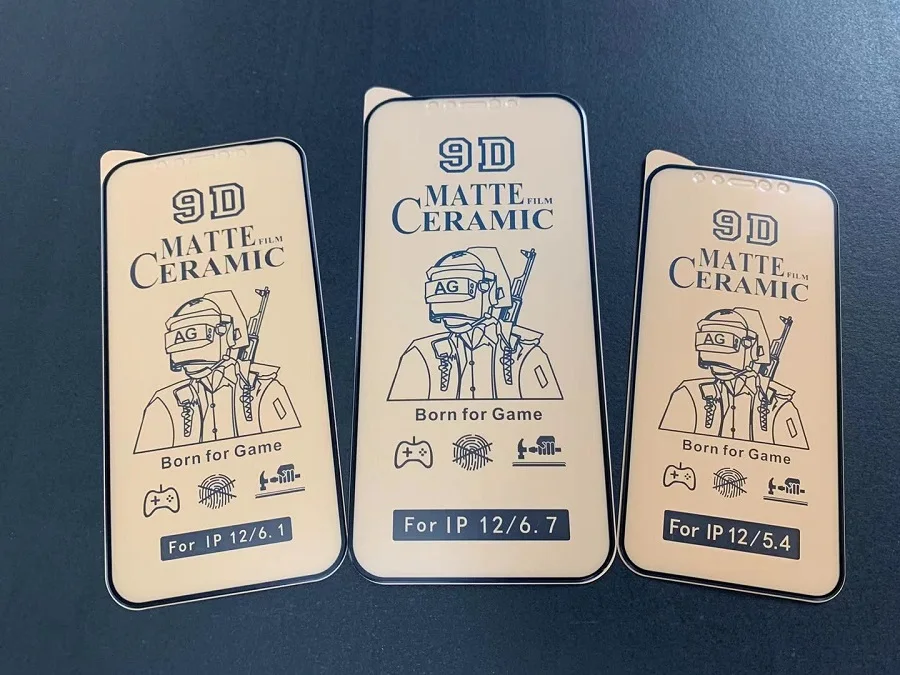 9D
MATTE FILM
CERAMIC
AG
Born for Game
For IP 12/6.1
9D
MATTE FILM
CERAMIC
AG
Born for Game
For IP 12/6.7
9D
MATTE FILM
CERAMIC
AG
Born for Game
For IP 12/5.4